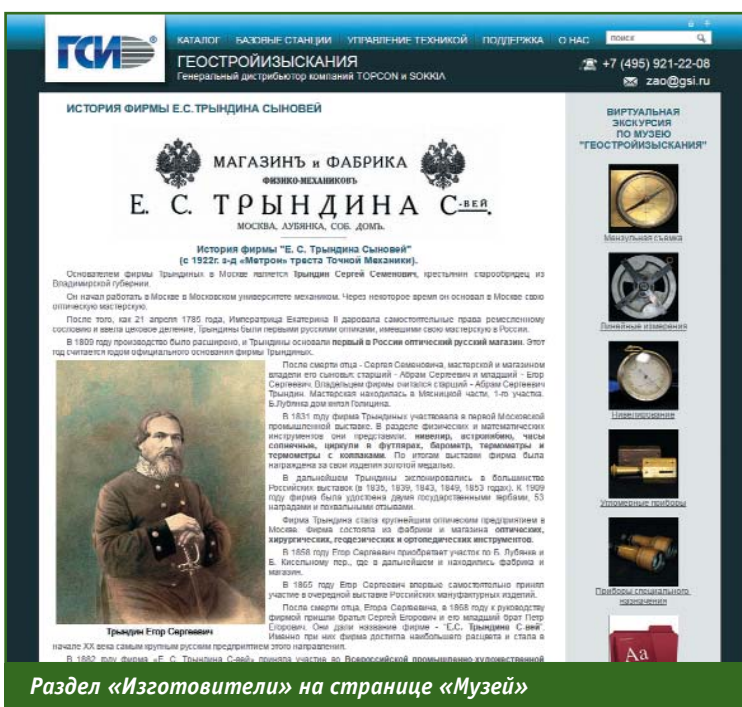 ГСИ®
КАТАЛОГ БАЗОВЫЕ СТАНЦИИ УПРАВЛЕНИЕ ТЕХНИКОЙ ПОДДЕРЖКА О НАС поиск
ГЕОСТРОЙИЗЫСКАНИЯ
Генеральный дистрибьютор компаний TOPCON и SOKKIA
+7 (495) 921-22-08
zao@gsi.ru
ИСТОРИЯ ФИРМЫ Е.С.ТРЫНДИНА СЫНОВЕЙ
МАГАЗИНЪ и ФАБРИКА
ФИЗИКО-МЕХАНИКОВЪ
Е. С. ТРЫНДИНА С-ВЕЙ.
МОСКВА, ЛУБЯНКА, СОБ. ДОМЪ.
История фирмы "Е. С. Трындина Сыновей"
(с 1922г. з-д «Метрон» треста Точной Механики).
Основателем фирмы Трындиных в Москве является Трындин Сергей Семенович, крестьянин старообрядец из
Владимирской губернии.
Он начал работать в Москве в Московском университете механиком. Через некоторое время он основал в Москве свою
оптическую мастерскую.
После того, как 21 апреля 1785 года, Императрица Екатерина II даровала самостоятельные права ремесленному
сословию и ввела цеховое деление, Трындины были первыми русскими оптиками, имевшими свою мастерскую в России.
В 1809 году производство было расширено, и Трындины основали первый в России оптический русский магазин. Этот
год считается годом официального основания фирмы Трындиных.
После смерти отца - Сергея Семеновича, мастерской и магазином
владели его сыновья: старший - Абрам Сергеевич и младший - Егор
Сергеевич. Владельцем фирмы считался старший - Абрам Сергеевич
Трындин. Мастерская находилась в Мясницкой части, 1-го участка.
Б.Лубянка дом князя Голицина.
В 1831 году фирма Трындиных участвовала в первой Московской
промышленной выставке. В разделе физических и математических
инструментов они представили: нивелир, астролябию, часы
солнечные, циркули в футлярах, барометр, термометры и
термометры с колпаками. По итогам выставки фирма была
награждена за свои изделия золотой медалью.
В дальнейшем Трындины экспонировались в большинстве
Российских выставок (в 1835, 1839, 1843, 1849, 1853 годах). К 1909
году фирма была удостоена двумя государственными гербами, 53
наградами и похвальными отзывами.
Фирма Трындина стала крупнейшим оптическим предприятием в
Москве. Фирма состояла из фабрики и магазина оптических,
хирургических, геодезических и ортопедических инструментов.
В 1858 году Егор Сергеевич приобретает участок по Б. Лубянке и
Б. Кисельному пер., где в дальнейшем и находились фабрика и
магазин.
В 1865 году Егор Сергеевич впервые самостоятельно принял
участие в очередной выставке Российских мануфактурных изделий.
После смерти отца, Егора Сергеевича, в 1868 году к руководству
фирмой пришли братья Сергей Егорович и его младший брат Петр
Егорович. Они дали название фирме - "Е.С. Трындина С-вей".
Именно при них фирма достигла наибольшего расцвета и стала в
начале XX века самым крупным русским предприятием этого направления.
В 1882 году фирма «Е. С. Трындина С-вей» приняла участие во Всероссийской промышленно-художественной
Трындин Егор Сергеевич
ВИРТУАЛЬНАЯ
ЭКСКУРСИЯ
ПО МУЗЕЮ
"ГЕОСТРОЙИЗЫСКАНИЯ"
Мензульная съемка
Линейные измерения
Нивелирование
Угломерные приборы
Приборы специального
назначения
Aa
Раздел «Изготовители» на странице «Музей»